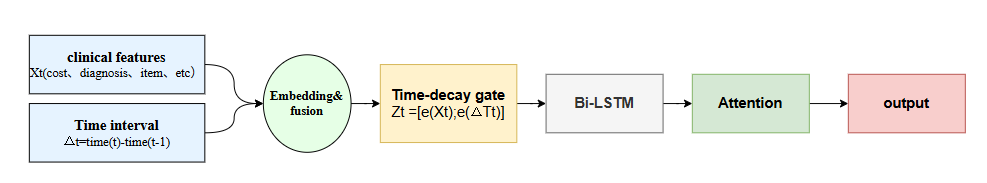 clinical features
Xt(cost、diagnosis、item、etc)
Time interval
△t=time(t)-time(t-1)
Embedding&
fusion
Time-decay gate
Zt =[e(Xt);e(△Tt)]
Bi-LSTM
Attention
output